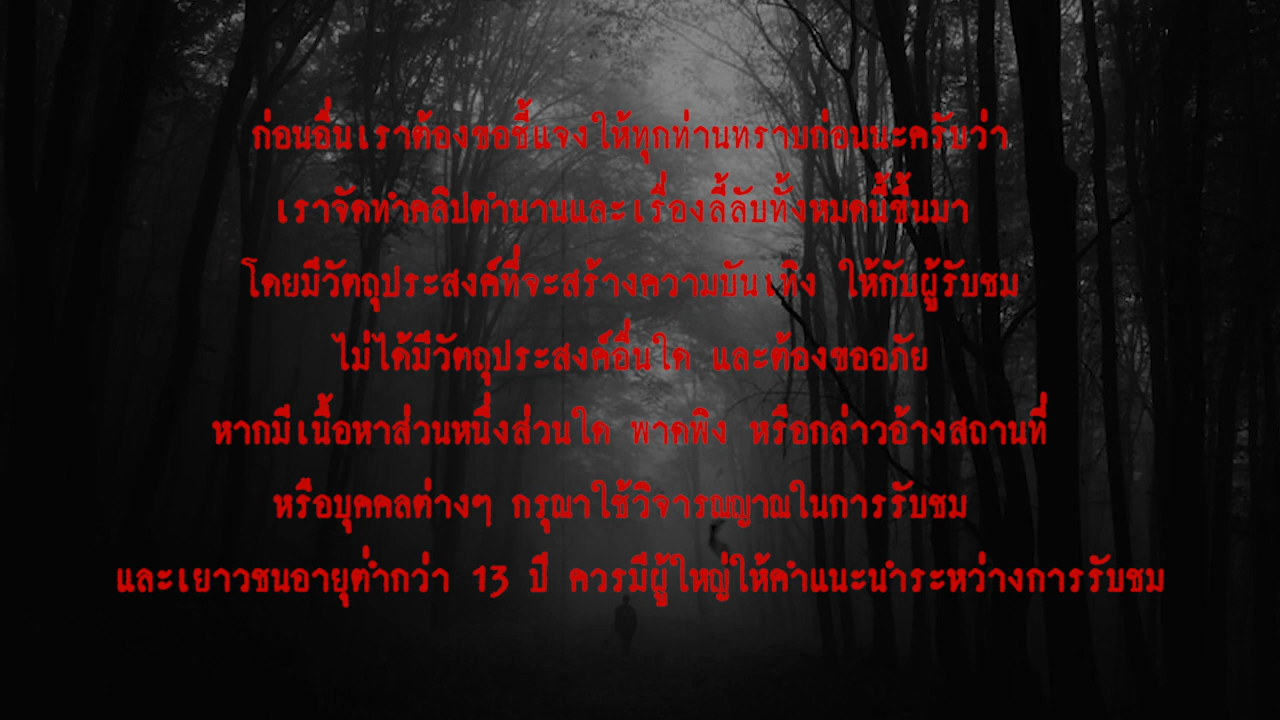 ก่อนอื่นเราต้องขอชี้แจงให้ทุกท่านทราบก่อนนะครับว่า
เราจัดทำคลิปตำนานและเรื่องลี้ลับทั้งหมดนี้ขึ้นมา
โดยมีวัตถุประสงค์ที่จะสร้างความบันเทิง ให้กับผู้รับชม
ไม่ได้มีวัตถุประสงค์อื่นใด และต้องขออภัย
หากมีเนื้อหาส่วนหนึ่งส่วนใด พาดพิง หรือกล่าวอ้างสถานที่
หรือบุคคลต่างๆ กรุณาใช้วิจารณญาณในการรับชม
และเยาวชนอายุต่ำกว่า 13 ปี ควรมีผู้ใหญ่ให้คำแนะนำระหว่างการรับชม